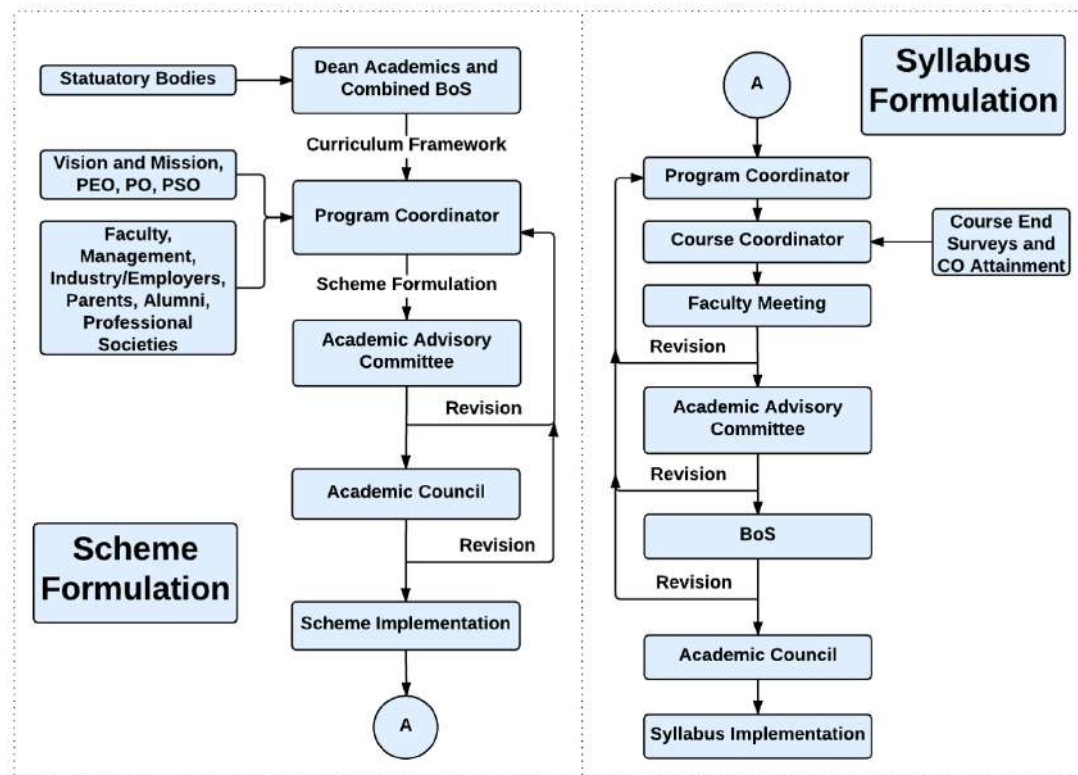 Statuatory Bodies
Dean Academics and
Combined BoS
Curriculum Framework
Vision and Mission,
PEO, PO, PSO
Program Coordinator
Faculty,
Management,
Industry/Employers,
Parents, Alumni,
Professional
Societies
Scheme Formulation
Academic Advisory
Committee
Revision
Academic Council
Revision
Scheme
Formulation
Scheme Implementation
A
Syllabus
Formulation
A
Program Coordinator
Course Coordinator
Course End
Surveys and
CO Attainment
Faculty Meeting
Revision
Academic Advisory
Committee
Revision
BoS
Revision
Academic Council
Syllabus Implementation